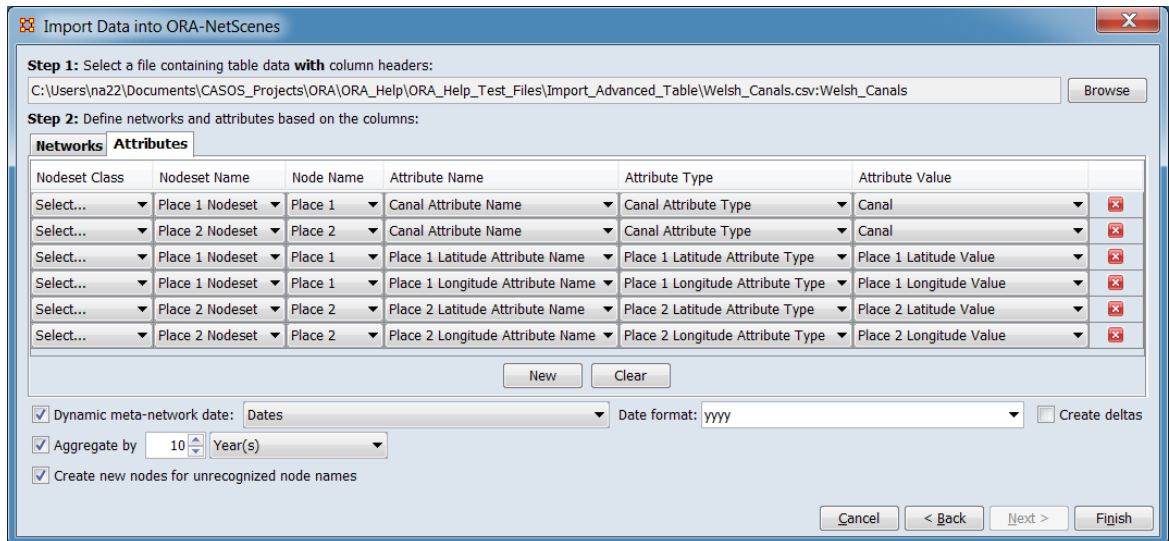 Import Data into ORA-NetScenes
Step 1: Select a file containing table data with column headers:
C:\Users\na22\Documents\CASOS_Projects\ORA\ORA_Help\ORA_Help_Test_Files\Import_Advanced_Table\Welsh_Canals.csv:Welsh_Canals Browse
Step 2: Define networks and attributes based on the columns:
Networks Attributes
Nodeset Class Nodeset Name Node Name Attribute Name Attribute Type Attribute Value
Select... Place 1 Nodeset Place 1 Canal Attribute Name Canal Attribute Type Canal
Select... Place 2 Nodeset Place 2 Canal Attribute Name Canal Attribute Type Canal
Select... Place 1 Nodeset Place 1 Place 1 Latitude Attribute Name Place 1 Latitude Attribute Type Place 1 Latitude Value
Select... Place 1 Nodeset Place 1 Place 1 Longitude Attribute Name Place 1 Longitude Attribute Type Place 1 Longitude Value
Select... Place 2 Nodeset Place 2 Place 2 Latitude Attribute Name Place 2 Latitude Attribute Type Place 2 Latitude Value
Select... Place 2 Nodeset Place 2 Place 2 Longitude Attribute Name Place 2 Longitude Attribute Type Place 2 Longitude Value
New Clear
Dynamic meta-network date: Dates Date format: yyyy Create deltas
Aggregate by 10 Year(s)
Create new nodes for unrecognized node names
Cancel < Back Next > Finish